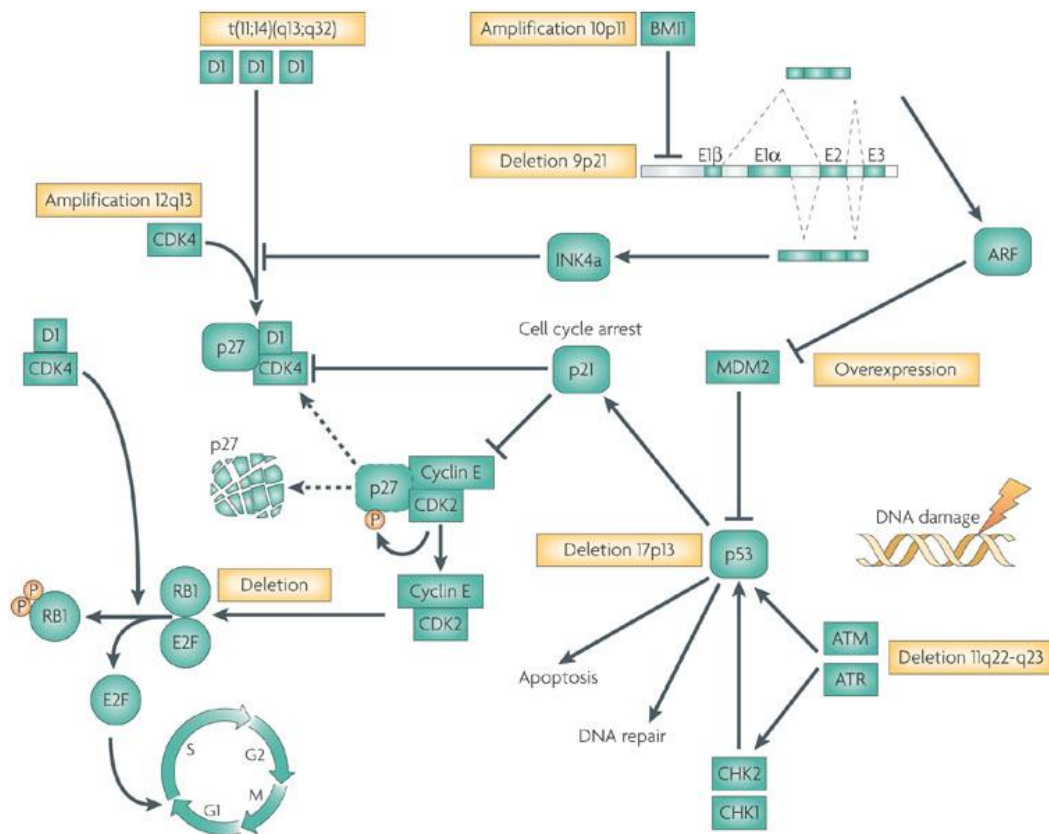 t(11;14)(q13;q32)
D1 D1 D1
Amplification 10p11 BMI1
Deletion 9p21
E1β E1α E2 E3
Amplification 12q13
CDK4
INK4a
ARF
D1
CDK4
p27 D1
CDK4
Cell cycle arrest
p21
MDM2
Overexpression
p27
p27 Cyclin E
CDK2
P
DNA damage
Deletion 17p13 p53
Deletion
Cyclin E
CDK2
P
P
RB1
RB1
E2F
ATM
ATR
Deletion 11q22-q23
Apoptosis
E2F
DNA repair
S
G2
M
G1
CHK2
CHK1